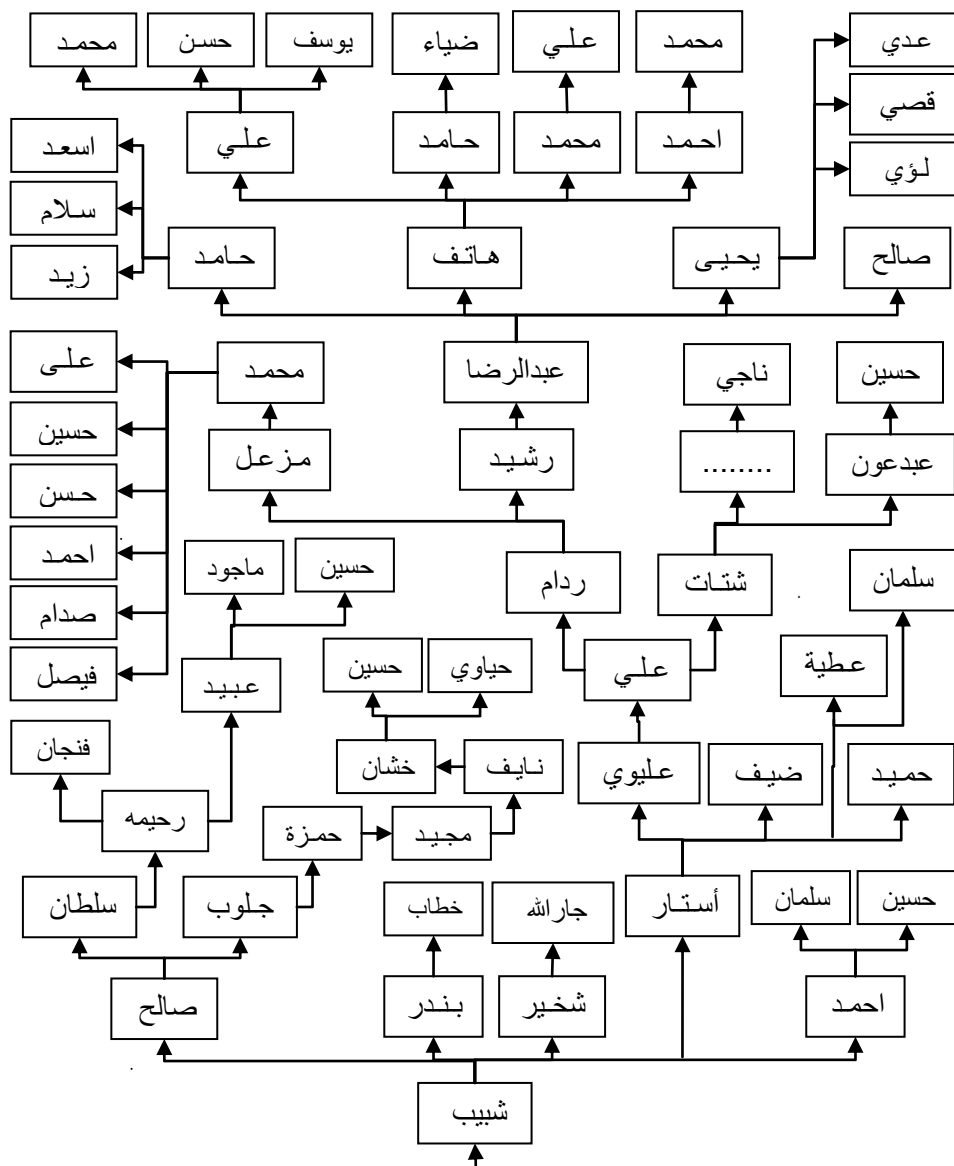 محمد
حسن
يوسف
ضياء
علي
محمد
عدي
قصي
لؤي
علي
حامد
محمد
احمد
اسعد
سلام
زيد
حامد
هاتف
يحيى
صالح
على
حسين
حسن
احمد
صدام
فيصل
محمد
عبدالرضا
ناجي
حسين
مزعل
رشيد
........
عبدعون
ماجود
حسين
ردام
شتات
سلمان
عبيد
حسين
حياوي
علي
عطية
فنجان
خشان
نايف
عليوي
ضيف
حميد
رحيمه
حمزة
مجيد
سلطان
جلوب
خطاب
جارالله
أستار
سلمان
حسين
صالح
بندر
شخير
احمد
شبيب